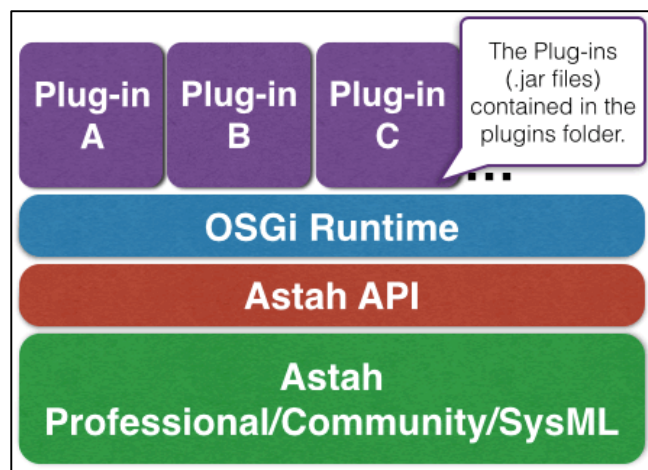 Plug-in
A
Plug-in
B
Plug-in
C
The Plug-ins
(.jar files)
contained in the
plugins folder.
...
OSGi Runtime
Astah API
Astah
Professional/Community/SysML